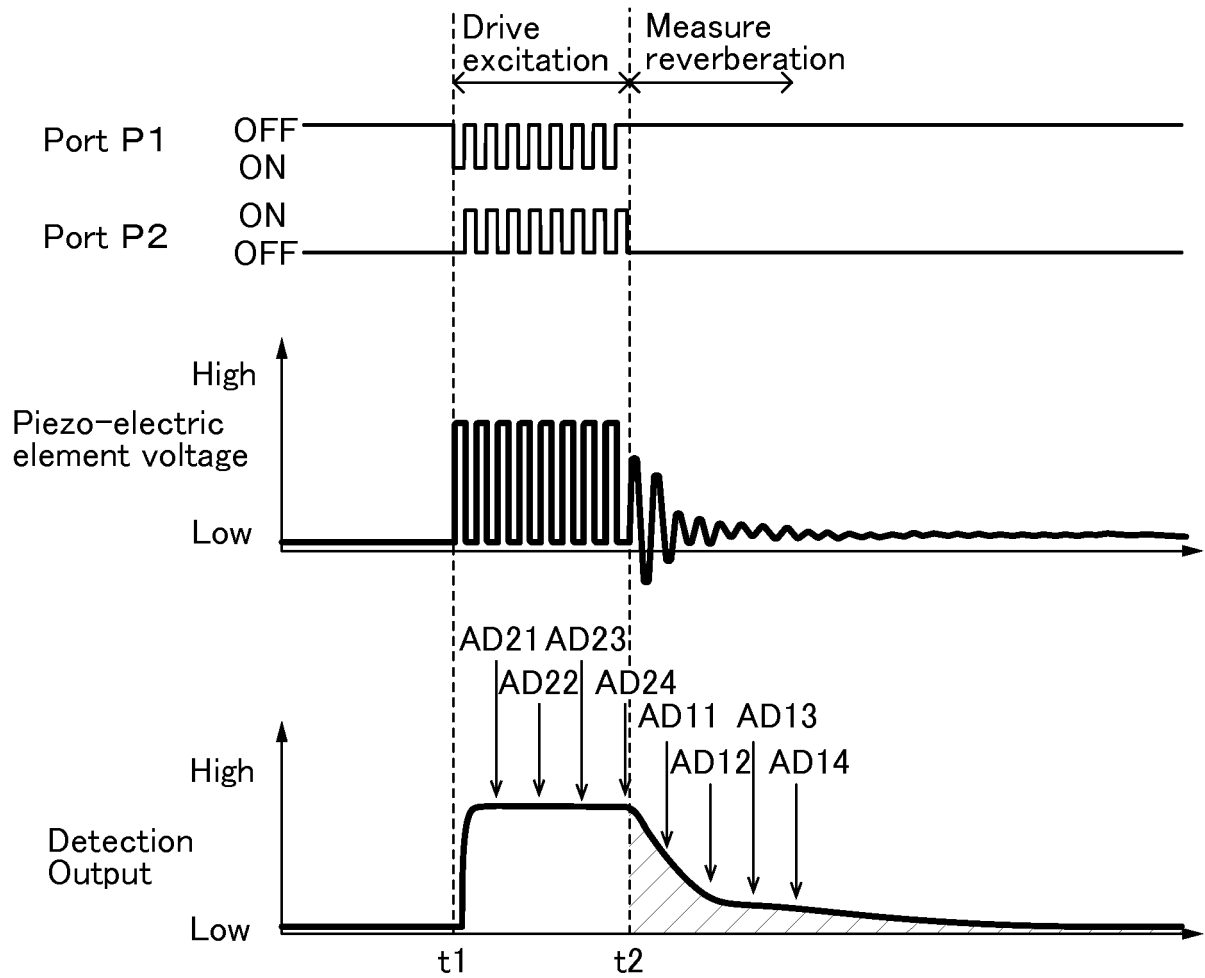 Drive
excitation
Measure
reverberation
Port P1
OFF
ON
Port P2
ON
OFF
High
Piezo-electric
element voltage
Low
AD21 AD23
AD22 AD24
AD11 AD13
AD12 AD14
High
Detection
Output
Low
t1 t2